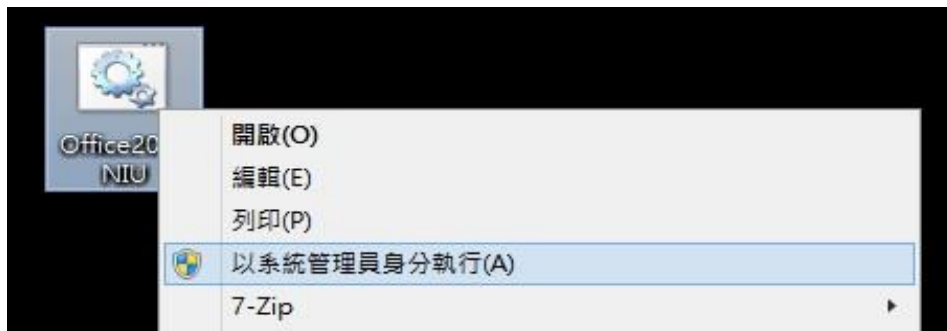 Office20
NIU
開啟(O)
編輯(E)
列印(P)
以系統管理員身分執行(A)
7-Zip